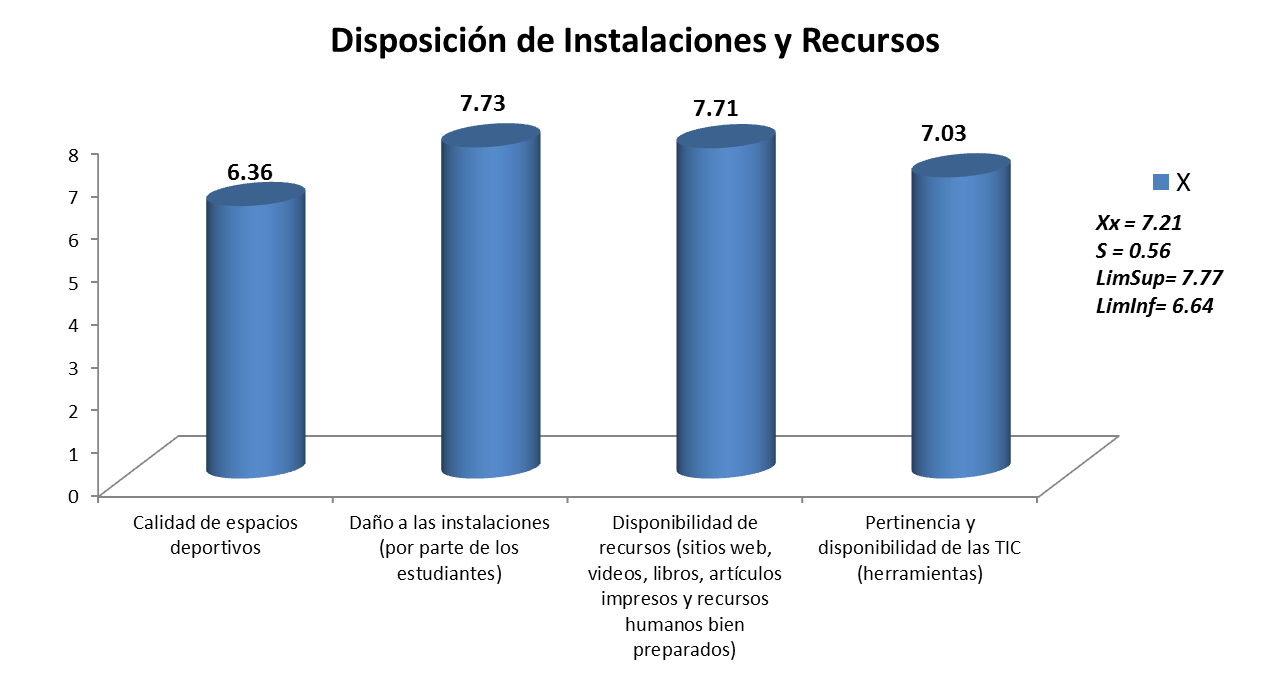 Disposición de Instalaciones y Recursos
6.36
7.73
7.71
7.03
8
7
6
5
4
3
2
1
0
X
Xx = 7.21
S = 0.56
LimSup= 7.77
LimInf= 6.64
Calidad de espacios
deportivos
Daño a las instalaciones
(por parte de los
estudiantes)
Disponibilidad de
recursos (sitios web,
videos, libros, artículos
impresos y recursos
humanos bien
preparados)
Pertinencia y
disponibilidad de las TIC
(herramientas)